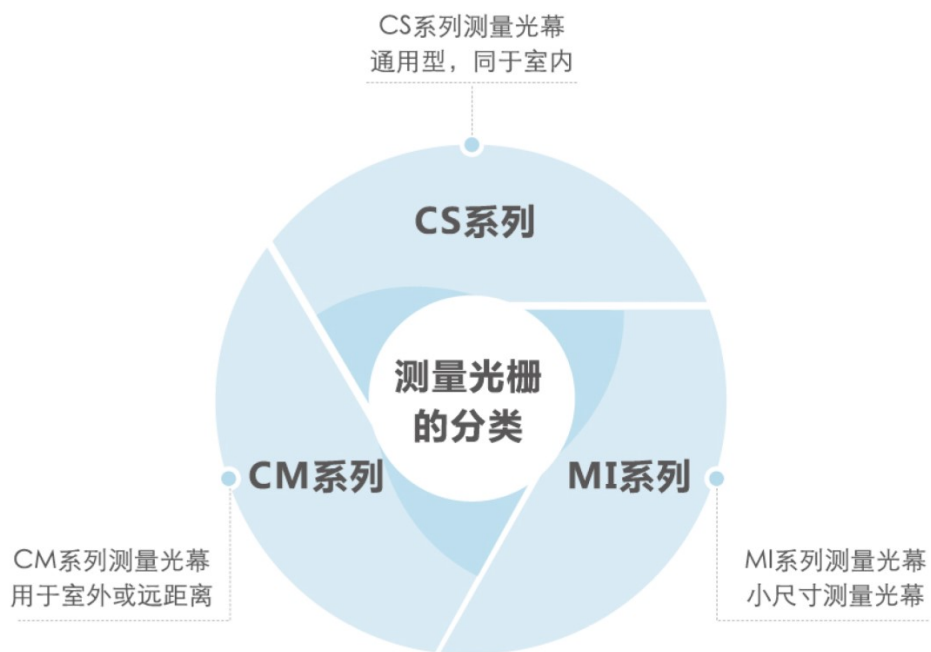 CS系列测量光幕
通用型，同于室内
CS系列
测量光栅
的分类
CM系列
MI系列
CM系列测量光幕
用于室外或远距离
MI系列测量光幕
小尺寸测量光幕